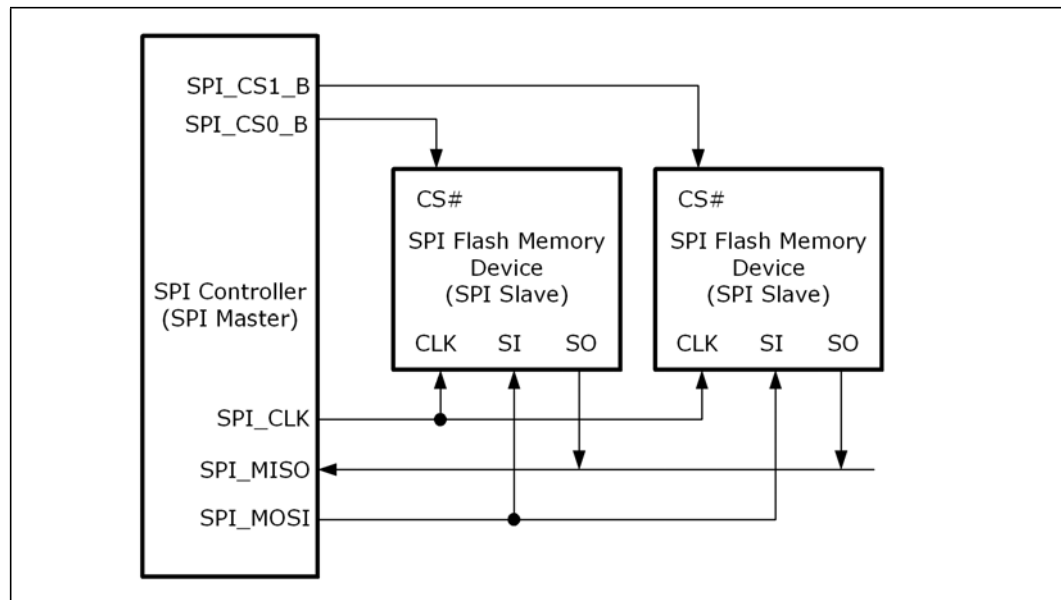 SPI_CS1_B
SPI_CS0_B
SPI Controller
(SPI Master)
SPI_CLK
SPI_MISO
SPI_MOSI
CS#
SPI Flash Memory
Device
(SPI Slave)
CLK SI SO
CS#
SPI Flash Memory
Device
(SPI Slave)
CLK SI SO